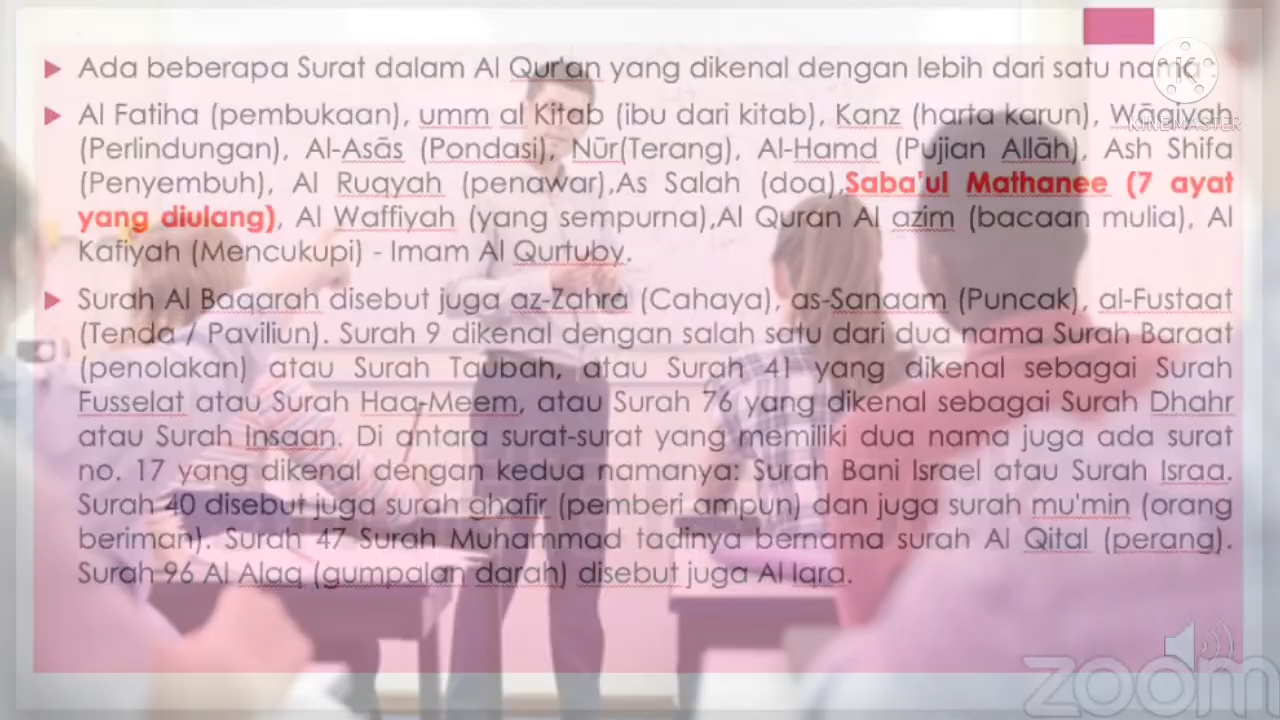 Ada beberapa Surat dalam Al Qur'an yang dikenal dengan lebih dari satu nama
KINEMASTER
Al Fatiha (pembukaan), umm al Kitab (ibu dari kitab), Kanz (harta karun), Wāqiyah
(Perlindungan), Al-Asās (Pondasi), Nūr(Terang), Al-Hamd (Pujian Allāh), Ash Shifa
(Penyembuh), Al Ruqyah (penawar),As Salah (doa),Saba'ul Mathanee (7 ayat
yang diulang), Al Waffiyah (yang sempurna),Al Quran Al azim (bacaan mulia), Al
Kafiyah (Mencukupi) - Imam Al Qurtuby.
Surah Al Baqarah disebut juga az-Zahra (Cahaya), as-Sanaam (Puncak), al-Fustaat
(Tenda / Paviliun). Surah 9 dikenal dengan salah satu dari dua nama Surah Baraat
(penolakan) atau Surah Taubah, atau Surah 41 yang dikenal sebagai Surah
Fusselat atau Surah Haq-Meem, atau Surah 76 yang dikenal sebagai Surah Dhahr
atau Surah Insaan. Di antara surat-surat yang memiliki dua nama juga ada surat
no. 17 yang dikenal dengan kedua namanya: Surah Bani Israel atau Surah Israa.
Surah 40 disebut juga surah ghafir (pemberi ampun) dan juga surah mu'min (orang
beriman). Surah 47 Surah Muhammad tadinya bernama surah Al Qital (perang).
Surah 96 Al Alaq (gumpalan darah) disebut juga Al Iqra.
zoom